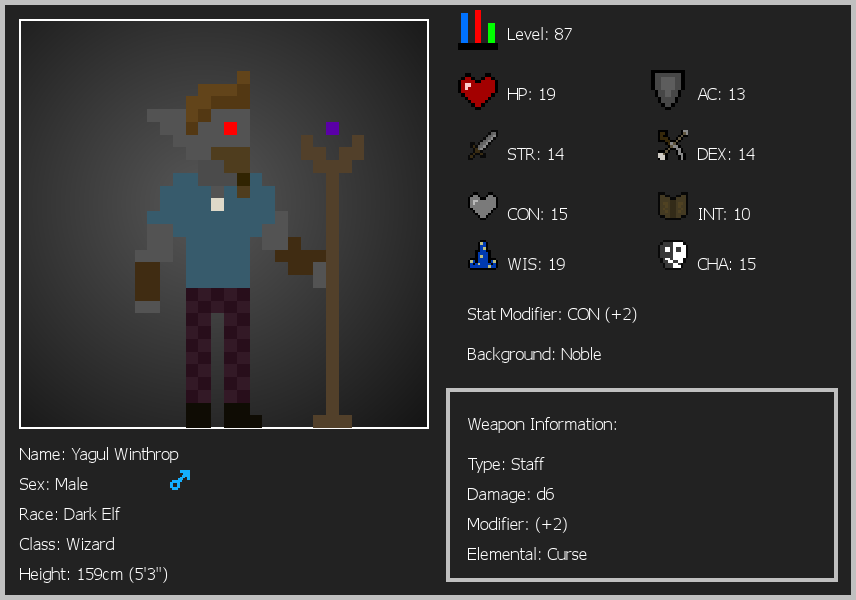 Level: 87
HP: 19
AC: 13
STR: 14
DEX: 14
CON: 15
INT: 10
WIS: 19
CHA: 15
Stat Modifier: CON (+2)
Background: Noble
Weapon Information:
Type: Staff
Damage: d6
Modifier: (+2)
Elemental: Curse
Name: Yagul Winthrop
Sex: Male
Race: Dark Elf
Class: Wizard
Height: 159cm (5'3")